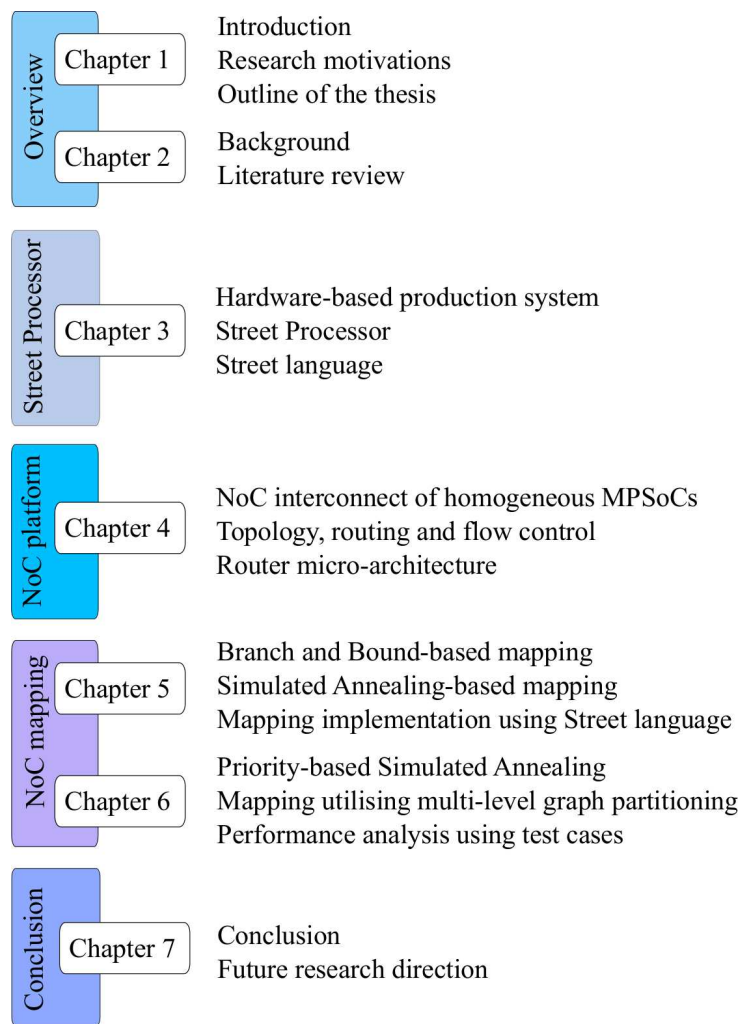 Overview
Chapter 1
Introduction
Research motivations
Outline of the thesis
Chapter 2
Background
Literature review
Street Processor
Chapter 3
Hardware-based production system
Street Processor
Street language
NoC platform
Chapter 4
NoC interconnect of homogeneous MPSoCs
Topology, routing and flow control
Router micro-architecture
NoC mapping
Chapter 5
Branch and Bound-based mapping
Simulated Annealing-based mapping
Mapping implementation using Street language
Chapter 6
Priority-based Simulated Annealing
Mapping utilising multi-level graph partitioning
Performance analysis using test cases
Conclusion
Chapter 7
Conclusion
Future research direction